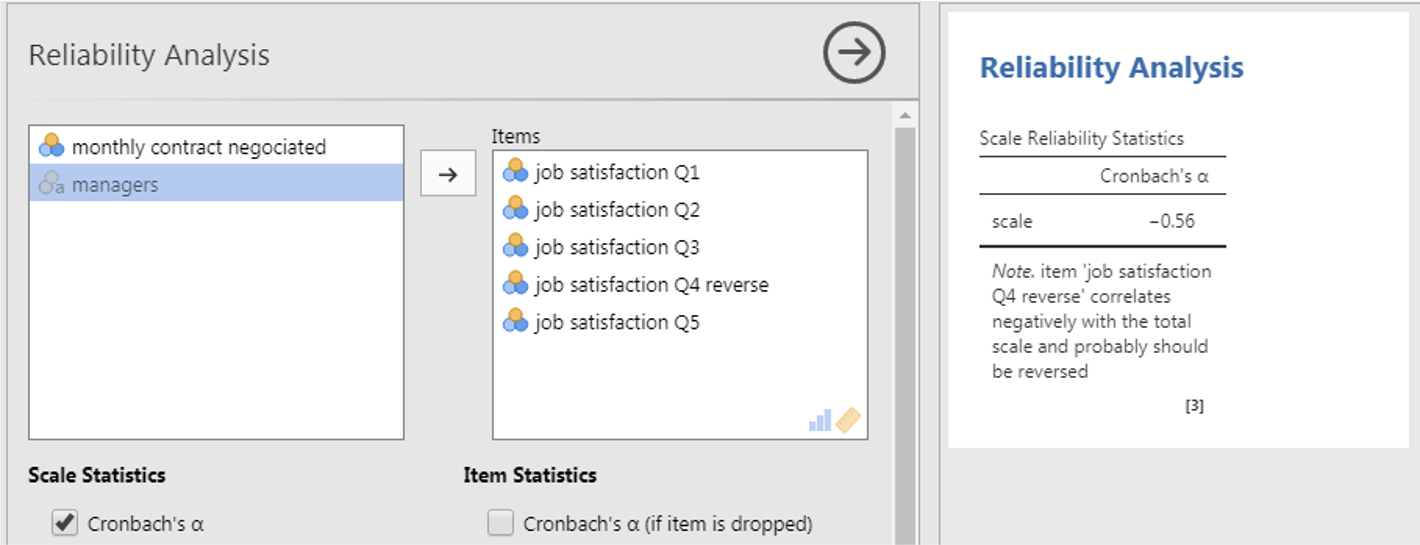 Reliability Analysis
monthly contract negociated
a managers
Items
job satisfaction Q1
job satisfaction Q2
job satisfaction Q3
job satisfaction Q4 reverse
job satisfaction Q5
Scale Statistics
Item Statistics
Cronbach's α
Cronbach's α (if item is dropped)
Reliability Analysis
Scale Reliability Statistics
Cronbach's α
scale −0.56
Note. item 'job satisfaction
Q4 reverse' correlates
negatively with the total
scale and probably should
be reversed
[3]